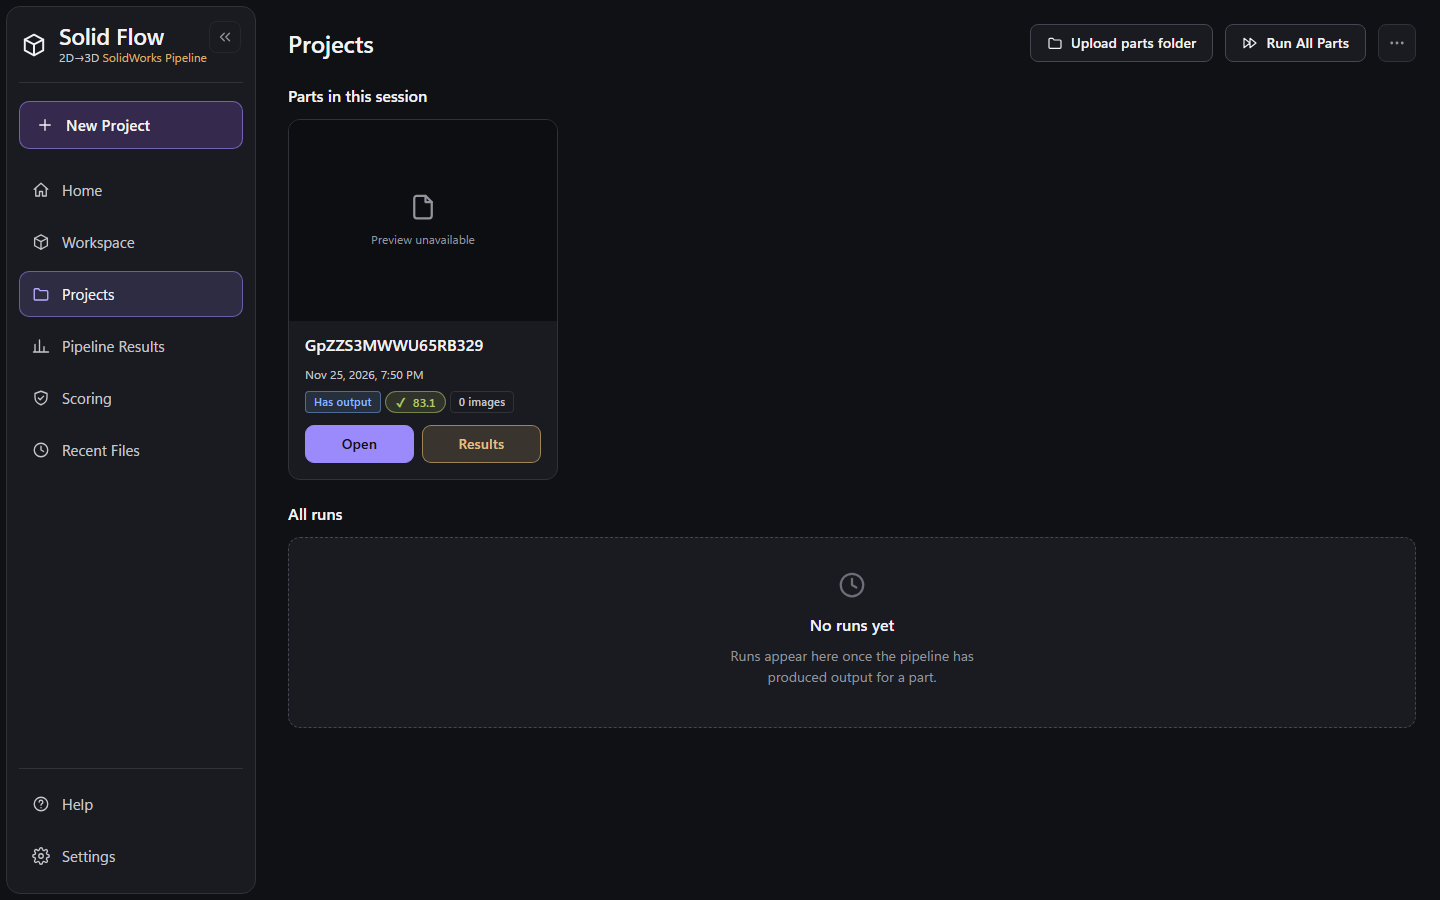 Solid Flow
2D→3D SolidWorks Pipeline
New Project
Home
Workspace
Projects
Pipeline Results
Scoring
Recent Files
Help
Settings
Projects
Upload parts folder
Run All Parts
Parts in this session
Preview unavailable
GpZZS3MWWU65RB329
Nov 25, 2026, 7:50 PM
Has output
✓ 83.1
0 images
Open
Results
All runs
No runs yet
Runs appear here once the pipeline has
produced output for a part.